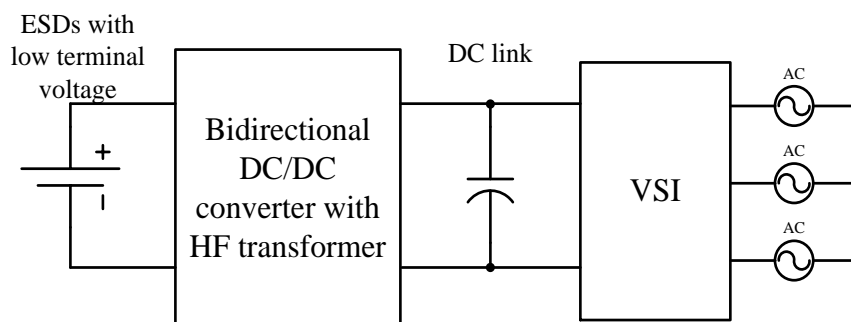 ESDs with
low terminal
voltage
+
Bidirectional
DC/DC
converter with
HF transformer
DC link
VSI
AC
AC
AC